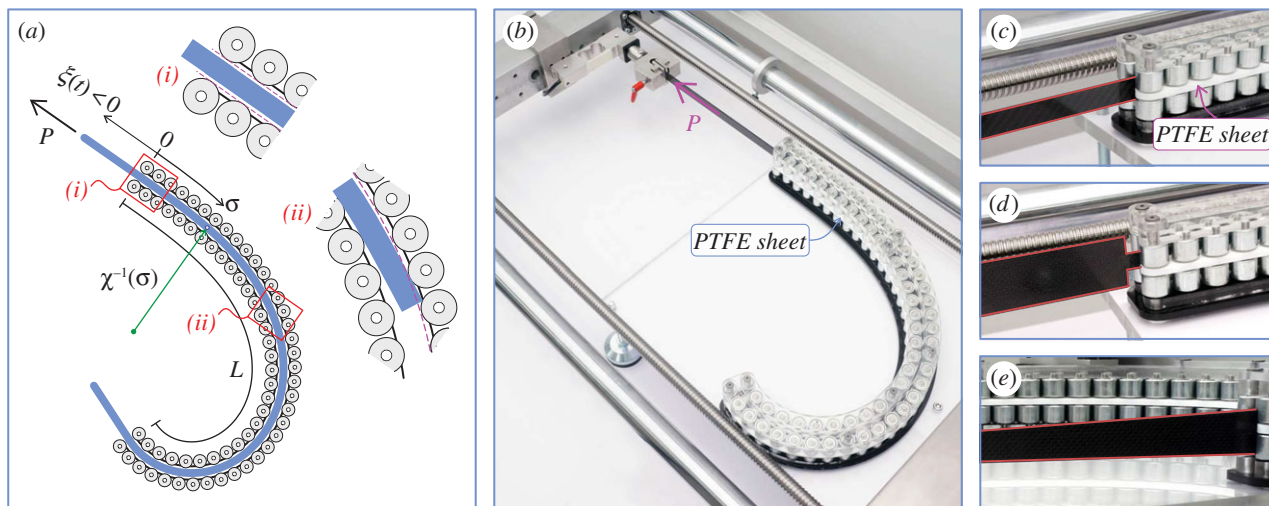 (a)
(i)
ξ(t) < 0
P
0
(i)
σ
(ii)
χ⁻¹(σ)
(ii)
L
(b)
P
PTFE sheet
(c)
PTFE sheet
(d)
(e)